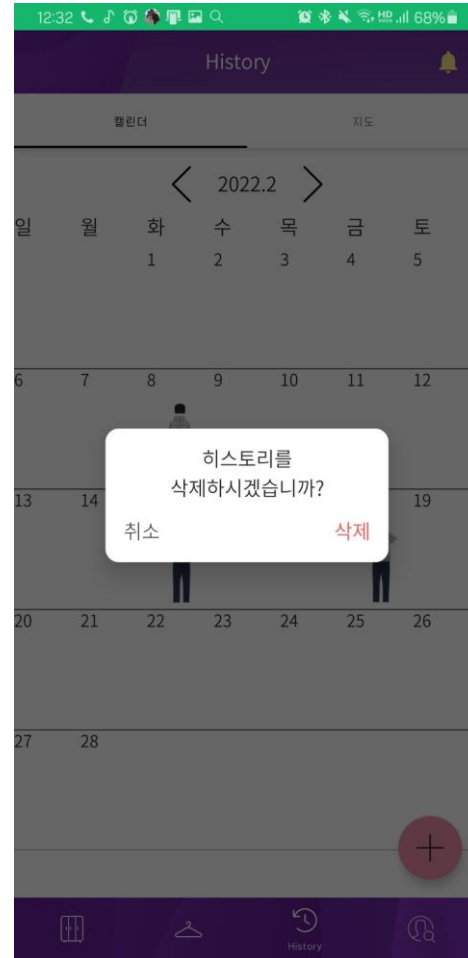 12:32 HD 68%
History
캘린더 지도
2022.2
일 월 화 수 목 금 토
1 2 3 4 5
6 7 8 9 10 11 12
히스토리를
삭제하시겠습니까?
13 14 19
취소 삭제
20 21 22 23 24 25 26
27 28
+
History